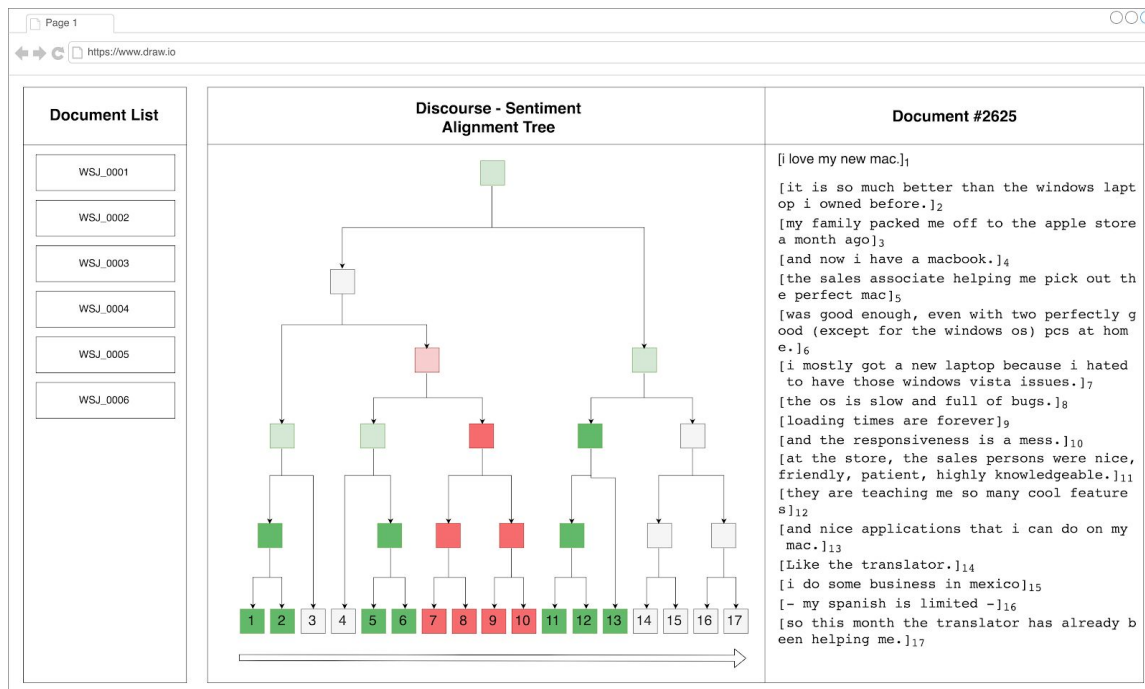 Page 1
https://www.draw.io
Document List
WSJ_0001
WSJ_0002
WSJ_0003
WSJ_0004
WSJ_0005
WSJ_0006
Discourse - Sentiment
Alignment Tree
1 2 3 4 5 6 7 8 9 10 11 12 13 14 15 16 17
Document #2625
[i love my new mac.]1
[it is so much better than the windows lapt
op i owned before.]2
[my family packed me off to the apple store
a month ago]3
[and now i have a macbook.]4
[the sales associate helping me pick out th
e perfect mac]5
[was good enough, even with two perfectly g
ood (except for the windows os) pcs at hom
e.]6
[i mostly got a new laptop because i hated
to have those windows vista issues.]7
[the os is slow and full of bugs.]8
[loading times are forever]9
[and the responsiveness is a mess.]10
[at the store, the sales persons were nice,
friendly, patient, highly knowledgeable.]11
[they are teaching me so many cool feature
s]12
[and nice applications that i can do on my
mac.]13
[Like the translator.]14
[i do some business in mexico]15
[- my spanish is limited -]16
[so this month the translator has already b
een helping me.]17